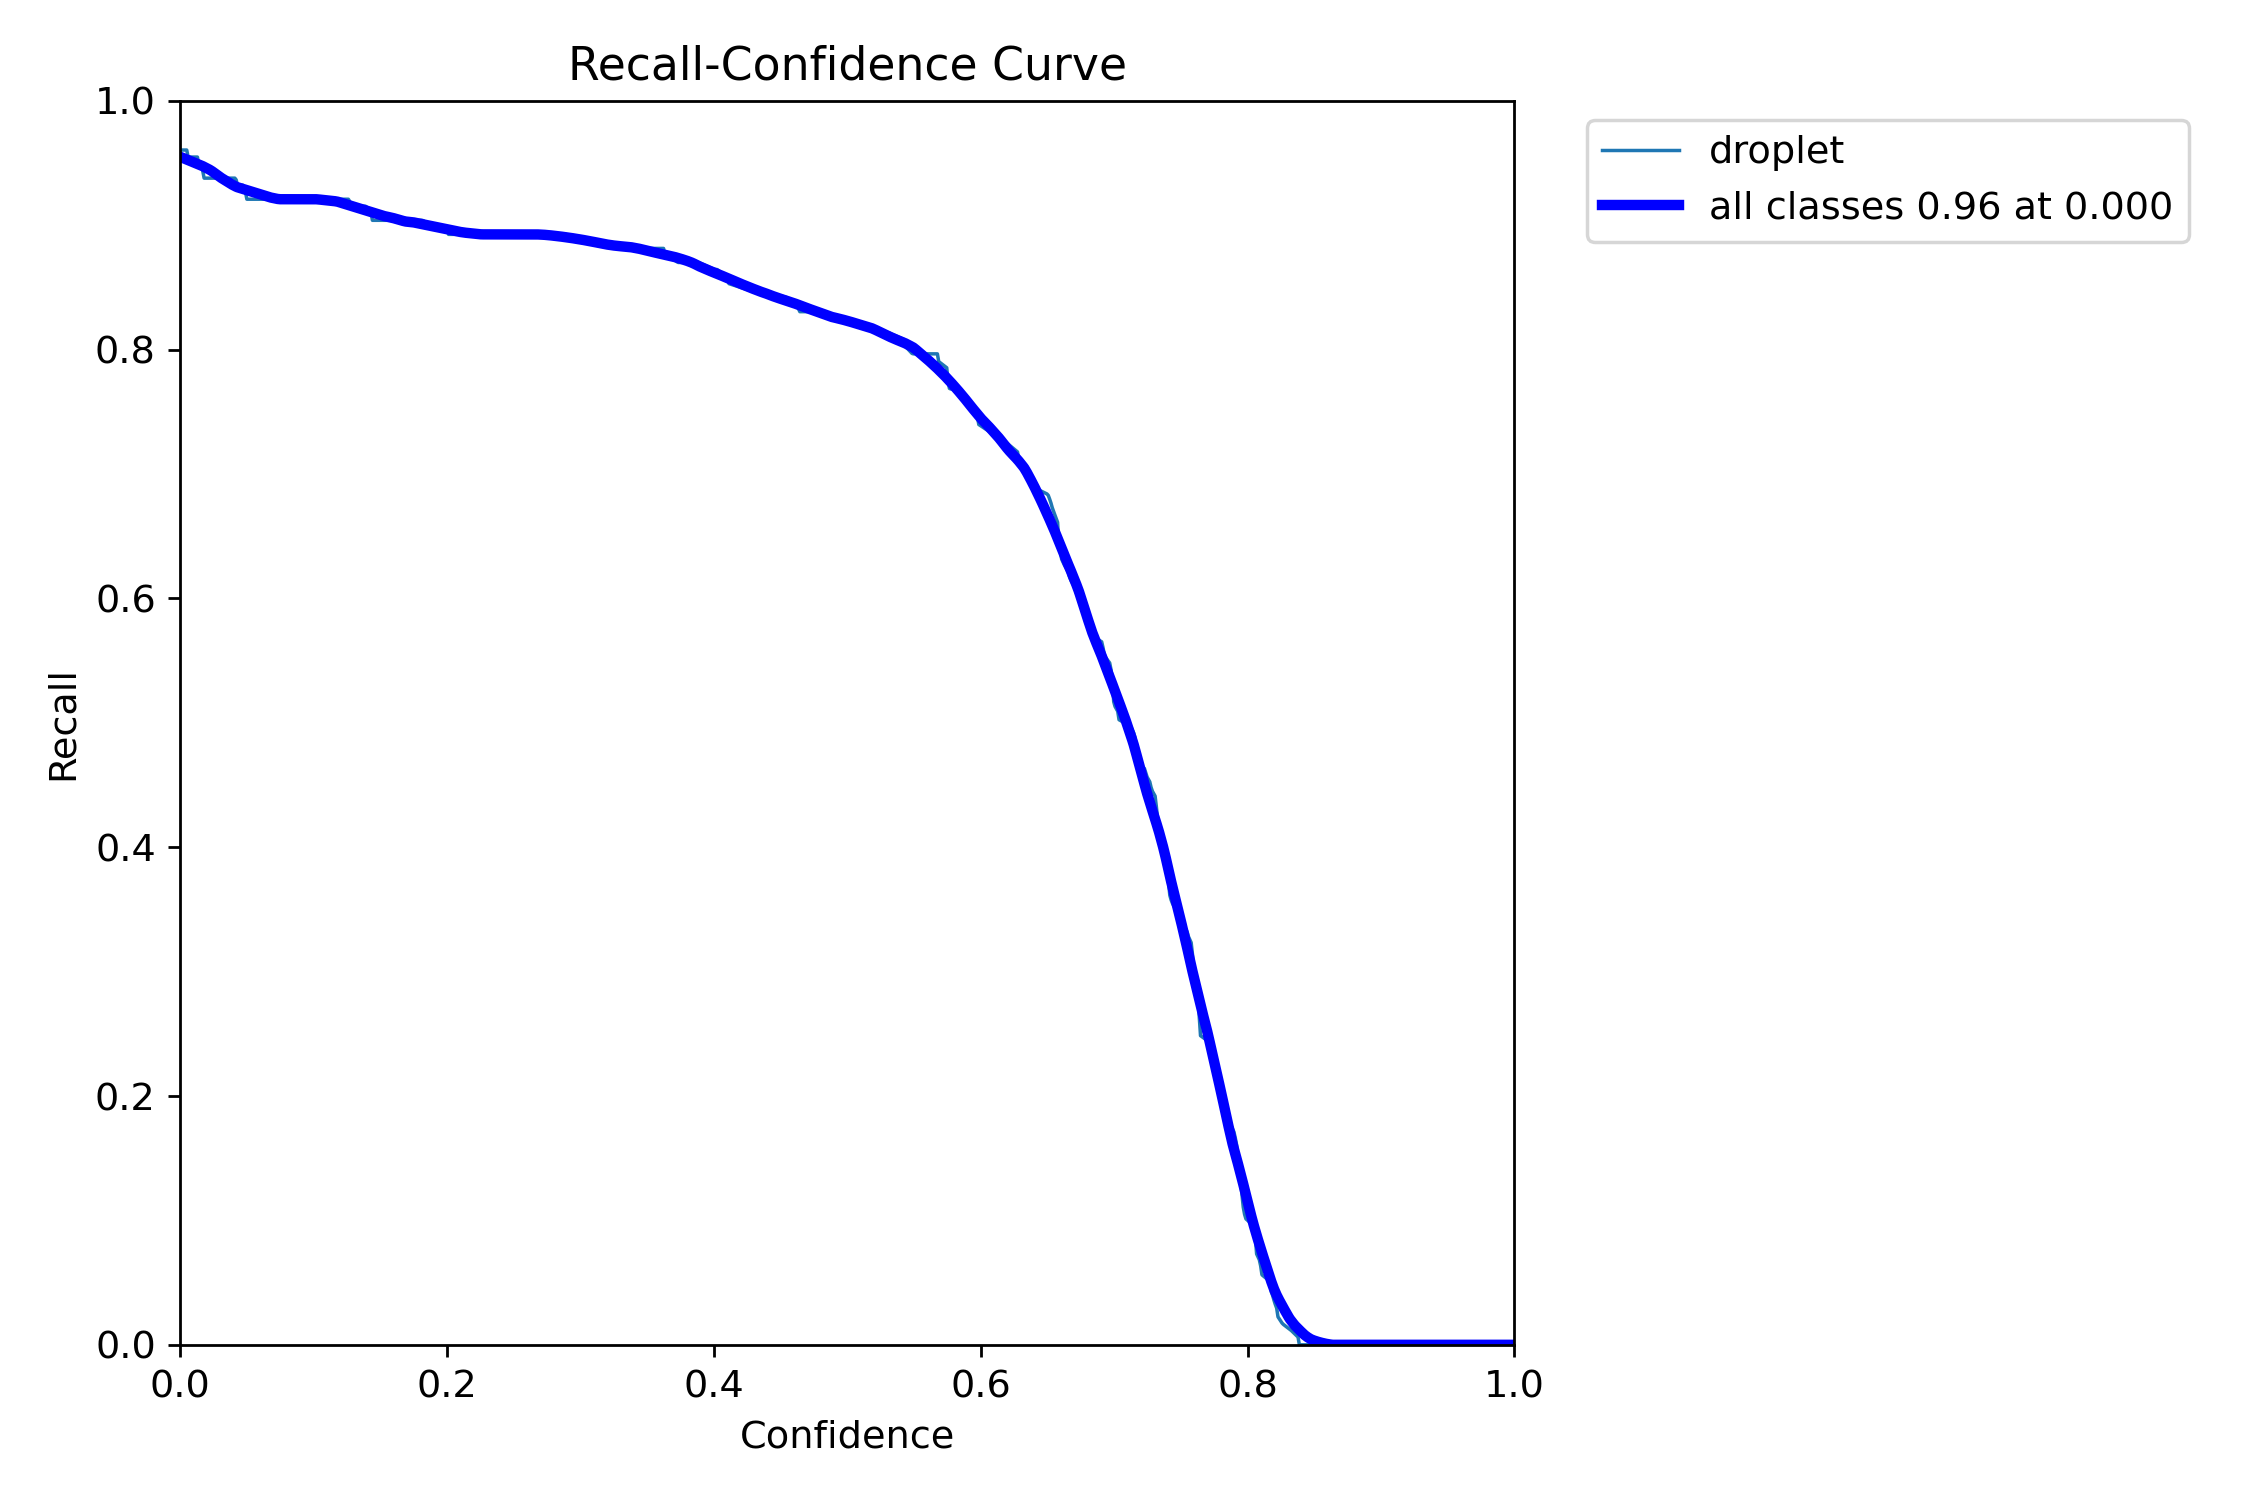 Recall-Confidence Curve
1.0
0.8
0.6
0.4
0.2
0.0
Recall
0.0 0.2 0.4 0.6 0.8 1.0
Confidence
droplet
all classes 0.96 at 0.000